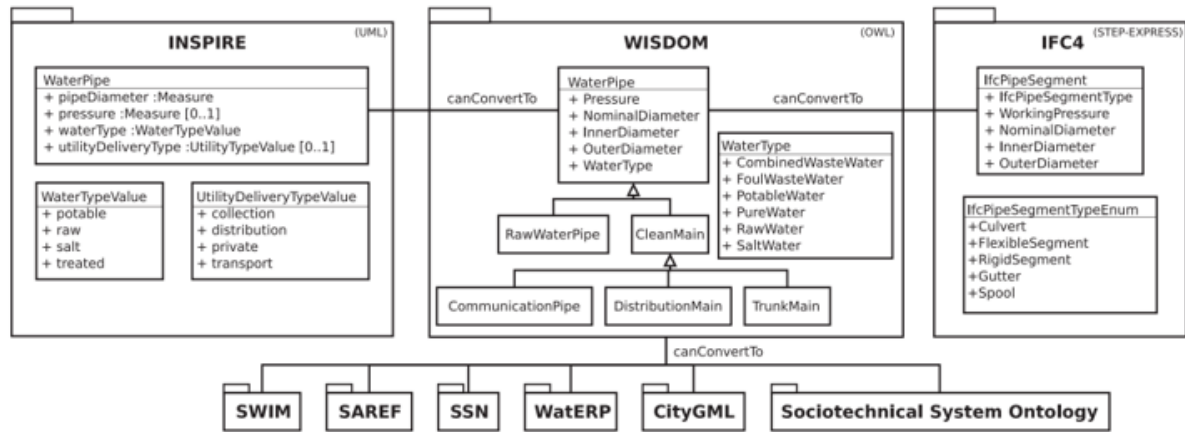 INSPIRE
(UML)
WaterPipe
+ pipeDiameter :Measure
+ pressure :Measure [0..1]
+ waterType :WaterTypeValue
+ utilityDeliveryType :UtilityTypeValue [0..1]
WaterTypeValue
+ potable
+ raw
+ salt
+ treated
UtilityDeliveryTypeValue
+ collection
+ distribution
+ private
+ transport
canConvertTo
WISDOM
(OWL)
WaterPipe
+ Pressure
+ NominalDiameter
+ InnerDiameter
+ OuterDiameter
+ WaterType
WaterType
+ CombinedWasteWater
+ FoulWasteWater
+ PotableWater
+ PureWater
+ RawWater
+ SaltWater
RawWaterPipe
CleanMain
CommunicationPipe
DistributionMain
TrunkMain
canConvertTo
IFC4
(STEP-EXPRESS)
IfcPipeSegment
+ IfcPipeSegmentType
+ WorkingPressure
+ NominalDiameter
+ InnerDiameter
+ OuterDiameter
IfcPipeSegmentTypeEnum
+Culvert
+FlexibleSegment
+RigidSegment
+Gutter
+Spool
canConvertTo
SWIM
SAREF
SSN
WatERP
CityGML
Sociotechnical System Ontology